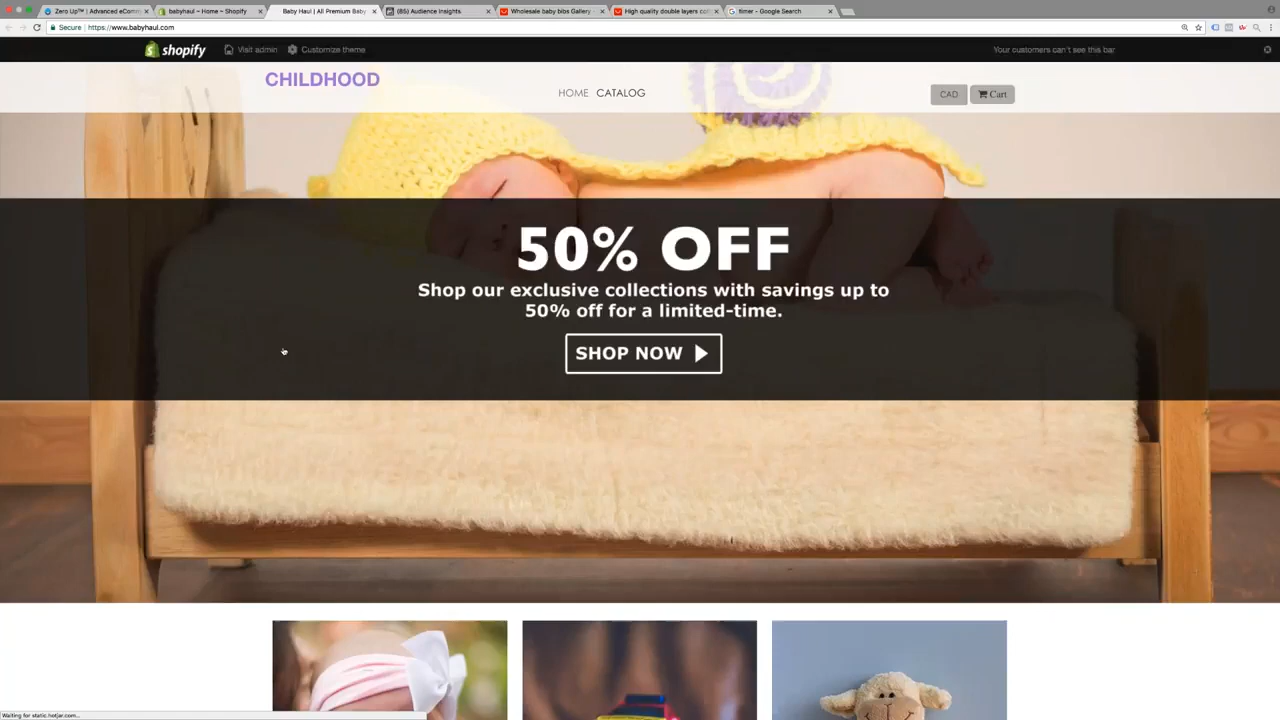 Zero Up™ | Advanced eComm
babyhaul ~ Home ~ Shopify
Baby Haul | All Premium Baby
(BS) Audience Insights
Wholesale baby bibs Gallery -
High quality double layers cot
timer - Google Search
Secure
https://www.babyhaul.com
shopify
Visit admin
Customize theme
Your customers can't see this bar
CHILDHOOD
HOME CATALOG
CAD
Cart
50% OFF
Shop our exclusive collections with savings up to
50% off for a limited-time.
SHOP NOW
Waiting for static.hotjar.com...